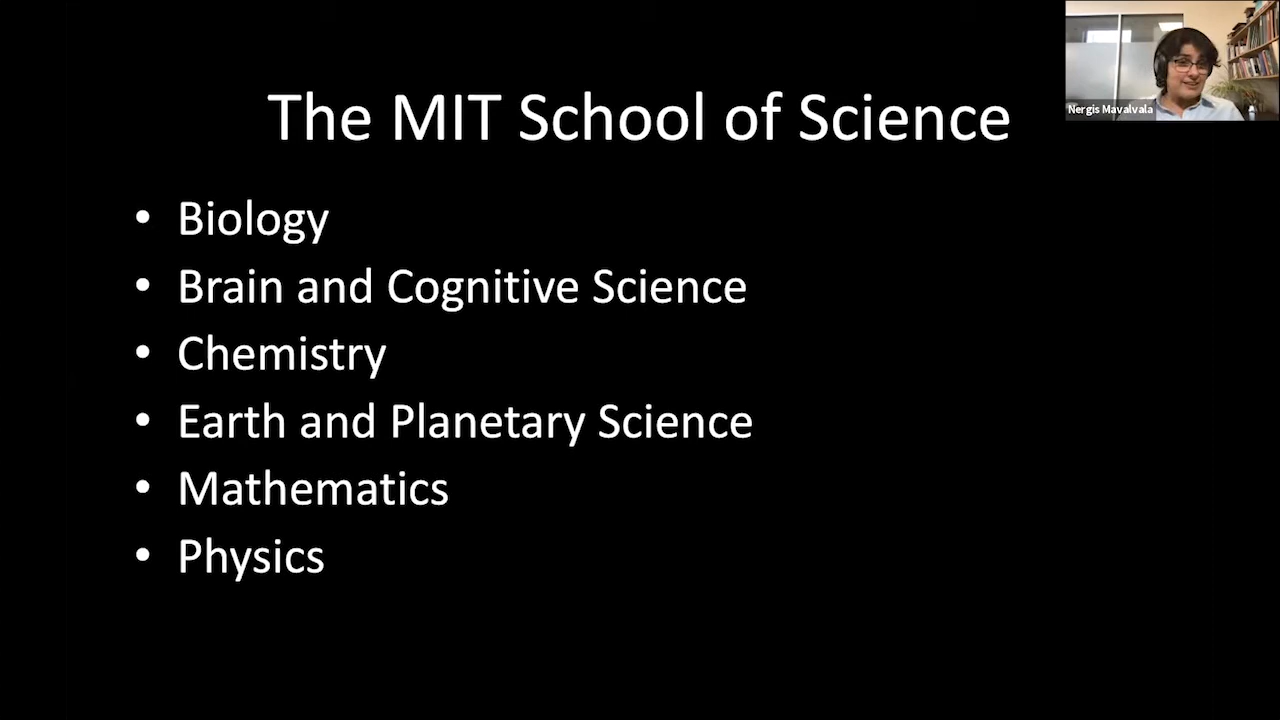 The MIT School of Science
Nergis Mavalvala
• Biology
• Brain and Cognitive Science
• Chemistry
• Earth and Planetary Science
• Mathematics
• Physics